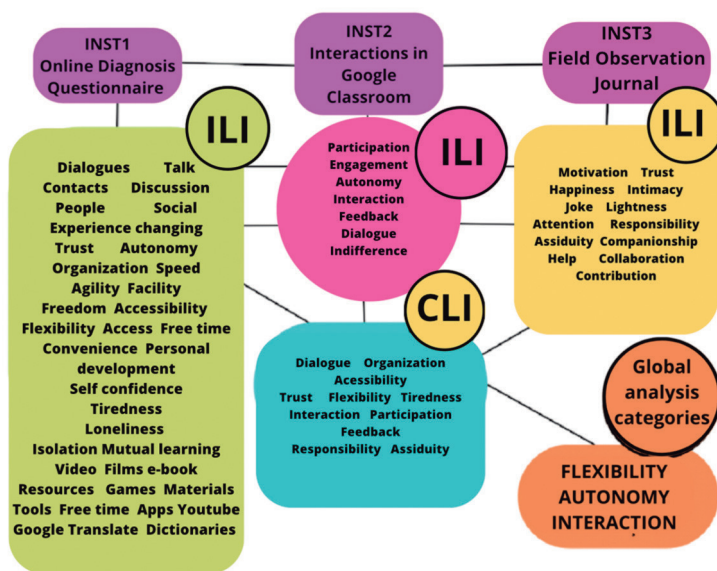 INST1
Online Diagnosis
Questionnaire
INST2
Interactions in
Google
Classroom
INST3
Field Observation
Journal
ILI
Dialogues Talk
Contacts Discussion
People Social
Experience changing
Trust Autonomy
Organization Speed
Agility Facility
Freedom Accessibility
Flexibility Access Free time
Convenience Personal
development
Self confidence
Tiredness
Loneliness
Isolation Mutual learning
Video Films e-book
Resources Games Materials
Tools Free time Apps Youtube
Google Translate Dictionaries
ILI
Participation
Engagement
Autonomy
Interaction
Feedback
Dialogue
Indifference
ILI
Motivation Trust
Happiness Intimacy
Joke Lightness
Attention Responsibility
Assiduity Companionship
Help Collaboration
Contribution
CLI
Dialogue Organization
Acessibility
Trust Flexibility Tiredness
Interaction Participation
Feedback
Responsibility Assiduity
Global
analysis
categories
FLEXIBILITY
AUTONOMY
INTERACTION